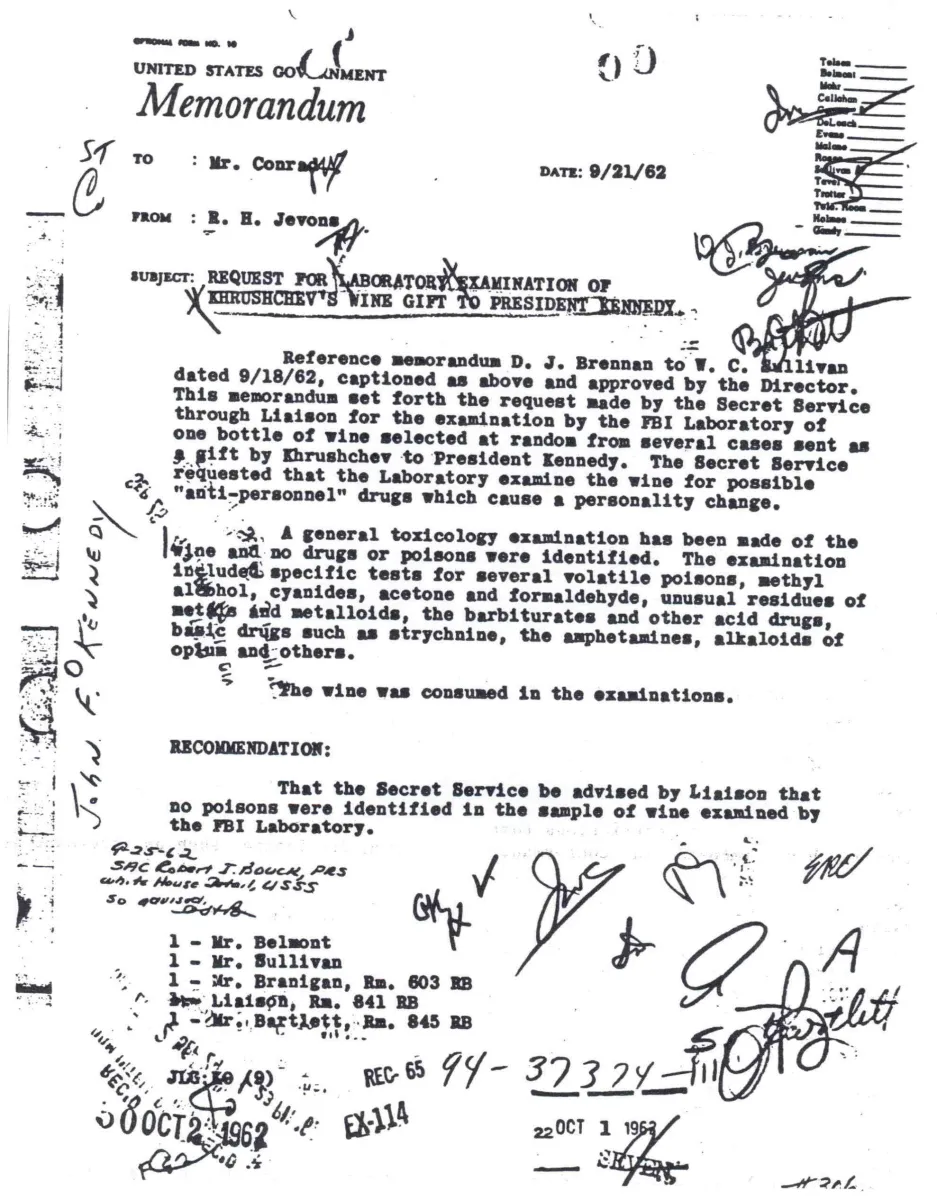 OPTIONAL FORM NO. 10
UNITED STATES GOVERNMENT
Memorandum
Tolson
Belmont
Mohr
Callahan
DeLoach
Evans
Malone
Rosen
Sullivan
Tavel
Trotter
Tele. Room
Holmes
Gandy
TO : Mr. Conrad
DATE: 9/21/62
FROM : R. H. Jevons
SUBJECT: REQUEST FOR LABORATORY EXAMINATION OF
KHRUSHCHEV'S WINE GIFT TO PRESIDENT KENNEDY.
Reference memorandum D. J. Brennan to W. C. Sullivan
dated 9/18/62, captioned as above and approved by the Director.
This memorandum set forth the request made by the Secret Service
through Liaison for the examination by the FBI Laboratory of
one bottle of wine selected at random from several cases sent as
a gift by Khrushchev to President Kennedy. The Secret Service
requested that the Laboratory examine the wine for possible
"anti-personnel" drugs which cause a personality change.
A general toxicology examination has been made of the
wine and no drugs or poisons were identified. The examination
included specific tests for several volatile poisons, methyl
alcohol, cyanides, acetone and formaldehyde, unusual residues of
metals and metalloids, the barbiturates and other acid drugs,
basic drugs such as strychnine, the amphetamines, alkaloids of
opium and others.
The wine was consumed in the examinations.
John F. KENNEDY
RECOMMENDATION:
That the Secret Service be advised by Liaison that
no poisons were identified in the sample of wine examined by
the FBI Laboratory.
9-25-62
SAC Robert I. BOUCK, PRS
White House Detail, USSS
so advised.
1 - Mr. Belmont
1 - Mr. Sullivan
1 - Mr. Branigan, Rm. 603 RB
1 - Liaison, Rm. 841 RB
1 - Mr. Bartlett, Rm. 845 RB
Bartlett
(9)
REC- 65
94-37374-
EX-114
OCT 2 1962
22 OCT 1 1962